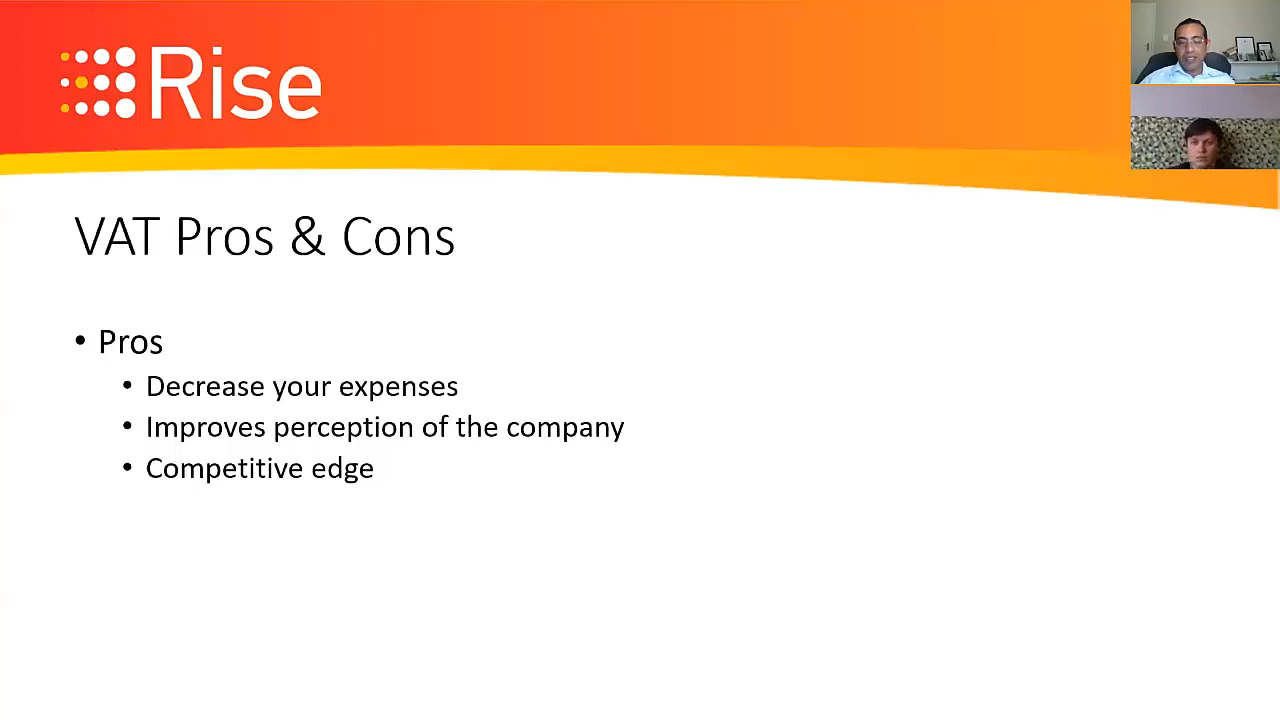 Rise
VAT Pros & Cons
• Pros
• Decrease your expenses
• Improves perception of the company
• Competitive edge